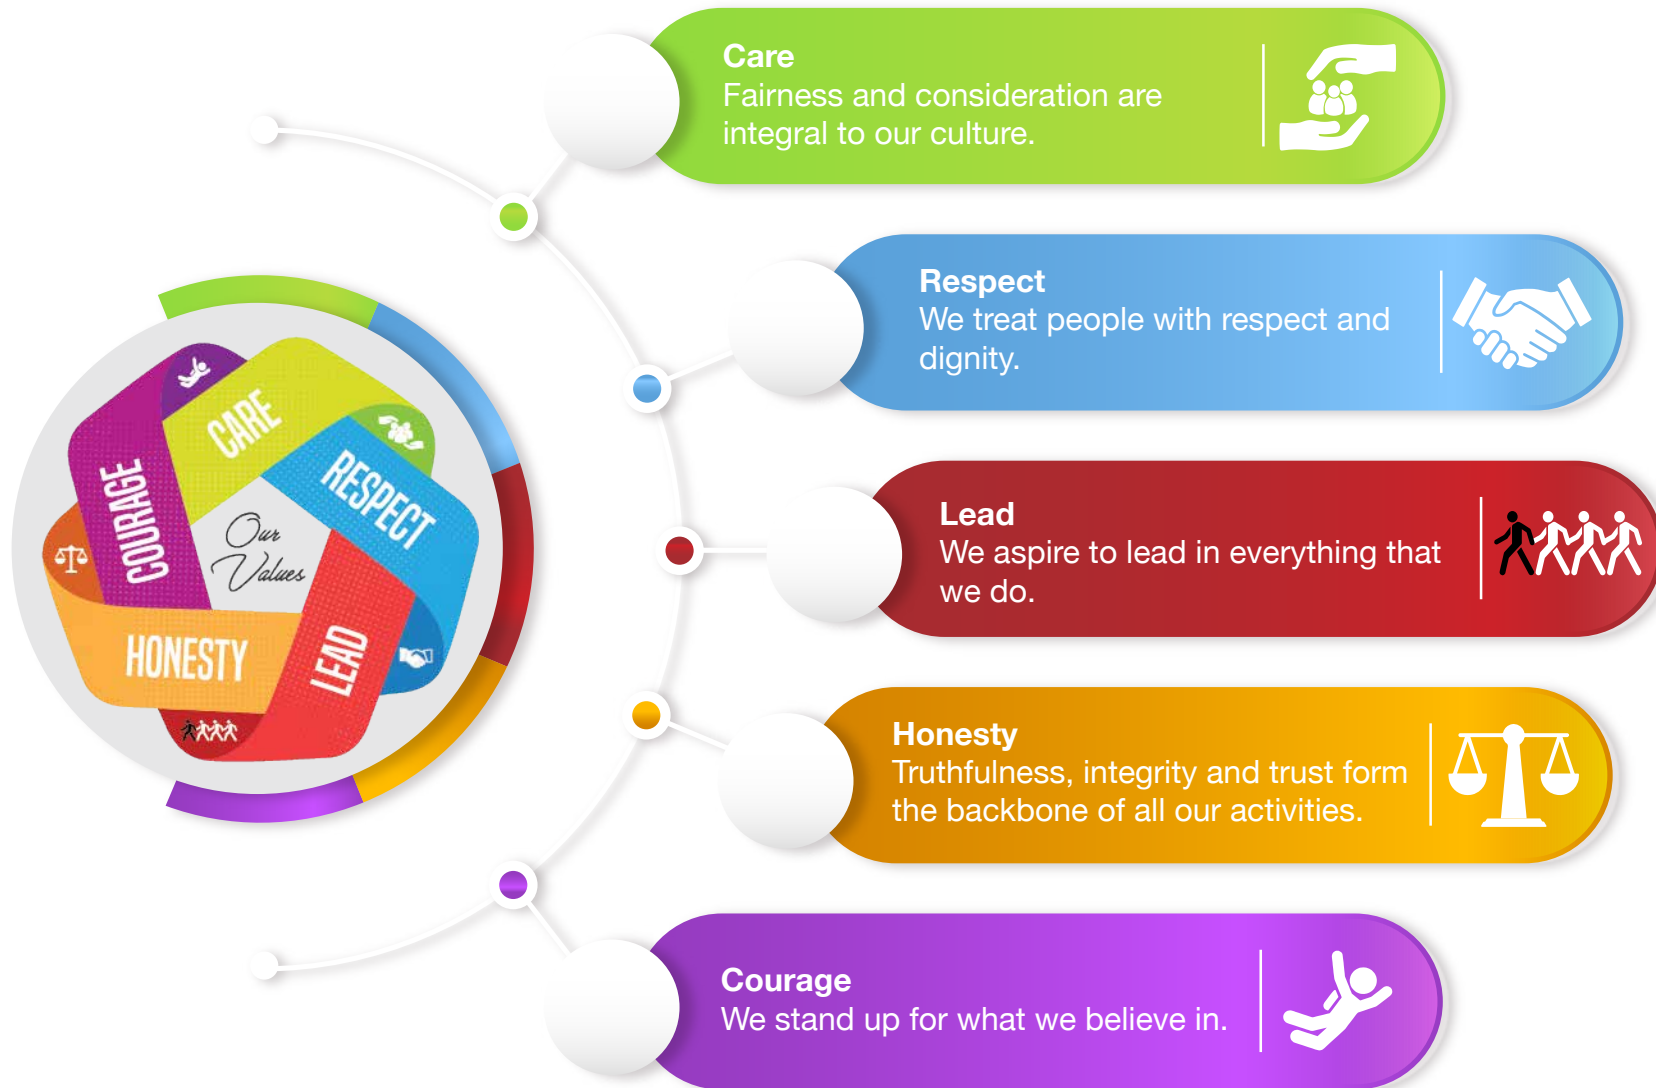 Care
Fairness and consideration are
integral to our culture.
Respect
We treat people with respect and
dignity.
CARE
RESPECT
COURAGE
Our
Values
HONESTY
LEAD
Lead
We aspire to lead in everything that
we do.
Honesty
Truthfulness, integrity and trust form
the backbone of all our activities.
Courage
We stand up for what we believe in.